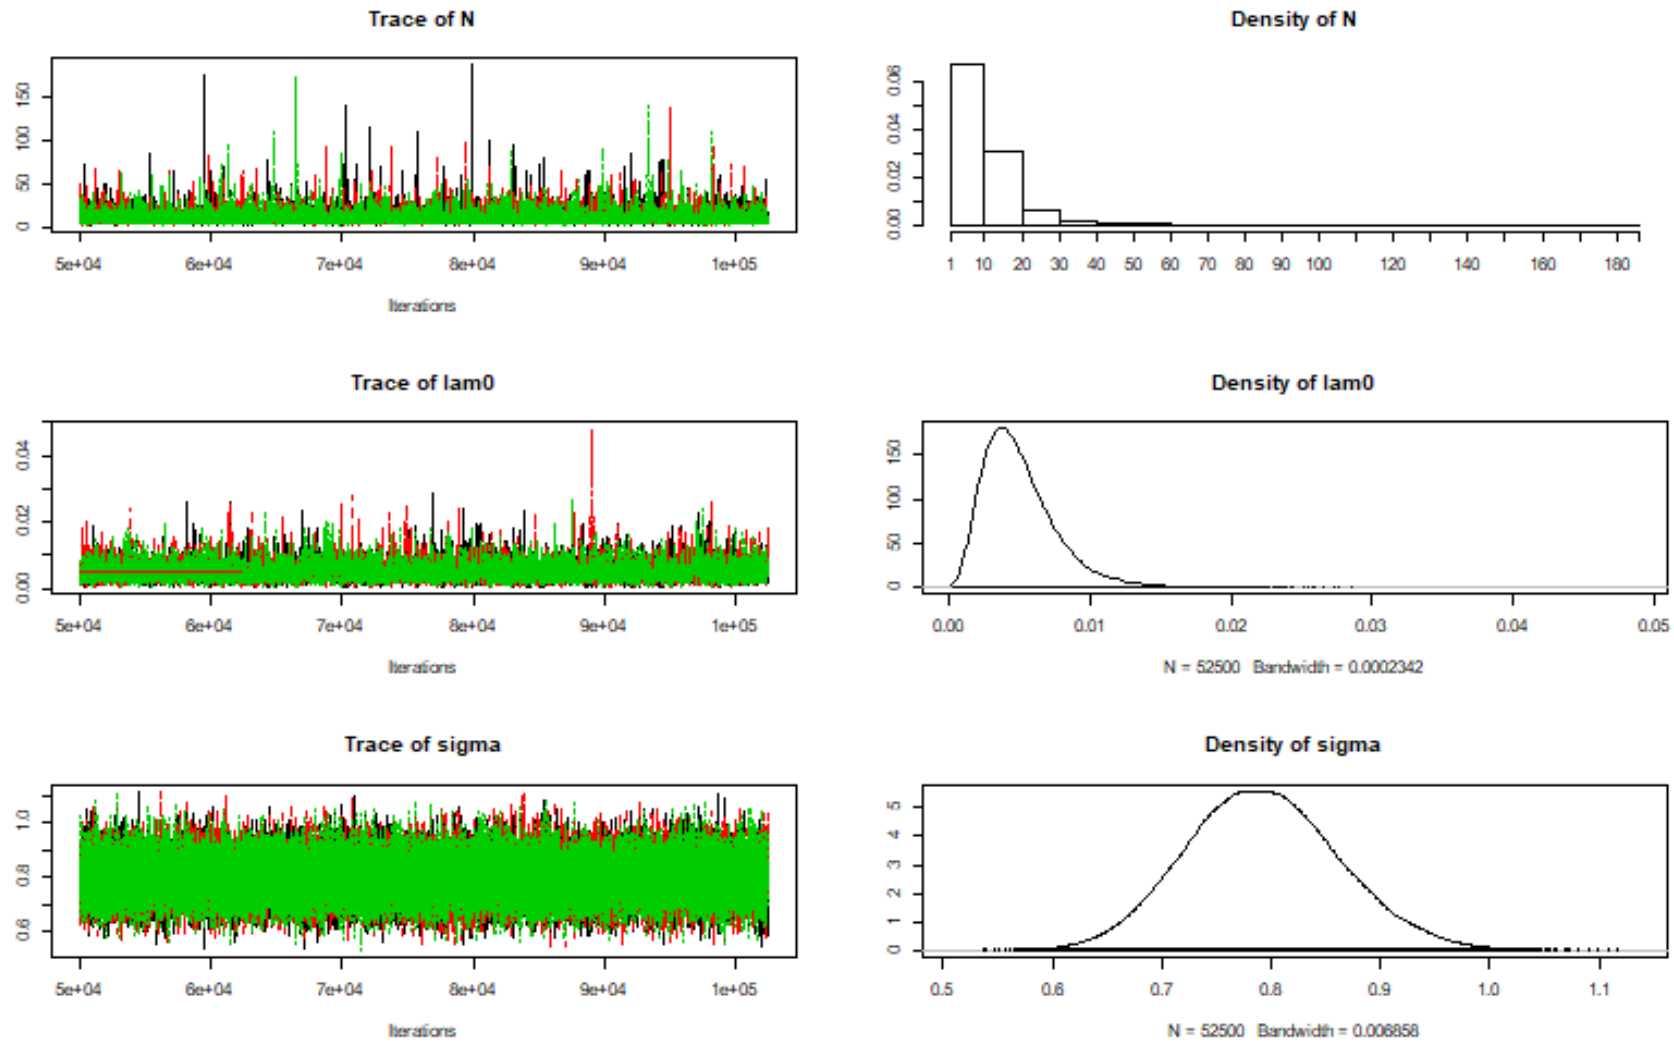 Trace of N
Density of N
0 50 100 150
0.00 0.02 0.04 0.06
5e+04 6e+04 7e+04 8e+04 9e+04 1e+05
1 10 20 30 40 50 60 70 80 90 100 120 140 160 180
Iterations
Trace of lam0
Density of lam0
0.00 0.02 0.04
0 50 100 150
5e+04 6e+04 7e+04 8e+04 9e+04 1e+05
0.00 0.01 0.02 0.03 0.04 0.05
Iterations
N = 52500 Bandwidth = 0.0002342
Trace of sigma
Density of sigma
0.6 0.8 1.0
0 1 2 3 4 5
5e+04 6e+04 7e+04 8e+04 9e+04 1e+05
0.5 0.6 0.7 0.8 0.9 1.0 1.1
Iterations
N = 52500 Bandwidth = 0.006858